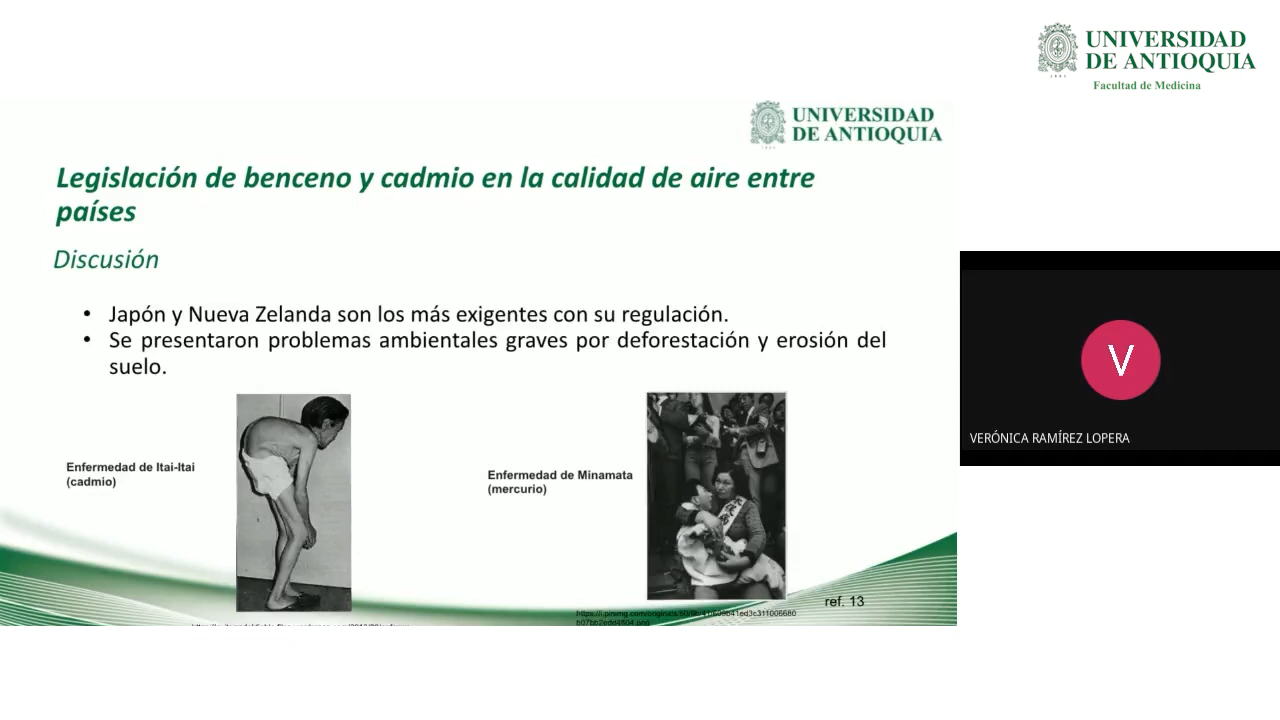 UNIVERSIDAD
DE ANTIOQUIA
Facultad de Medicina
UNIVERSIDAD
DE ANTIOQUIA
Legislación de benceno y cadmio en la calidad de aire entre
países
Discusión
• Japón y Nueva Zelanda son los más exigentes con su regulación.
• Se presentaron problemas ambientales graves por deforestación y erosión del
suelo.
Enfermedad de Itai-Itai
(cadmio)
Enfermedad de Minamata
(mercurio)
ref. 13
V
VERÓNICA RAMÍREZ LOPERA